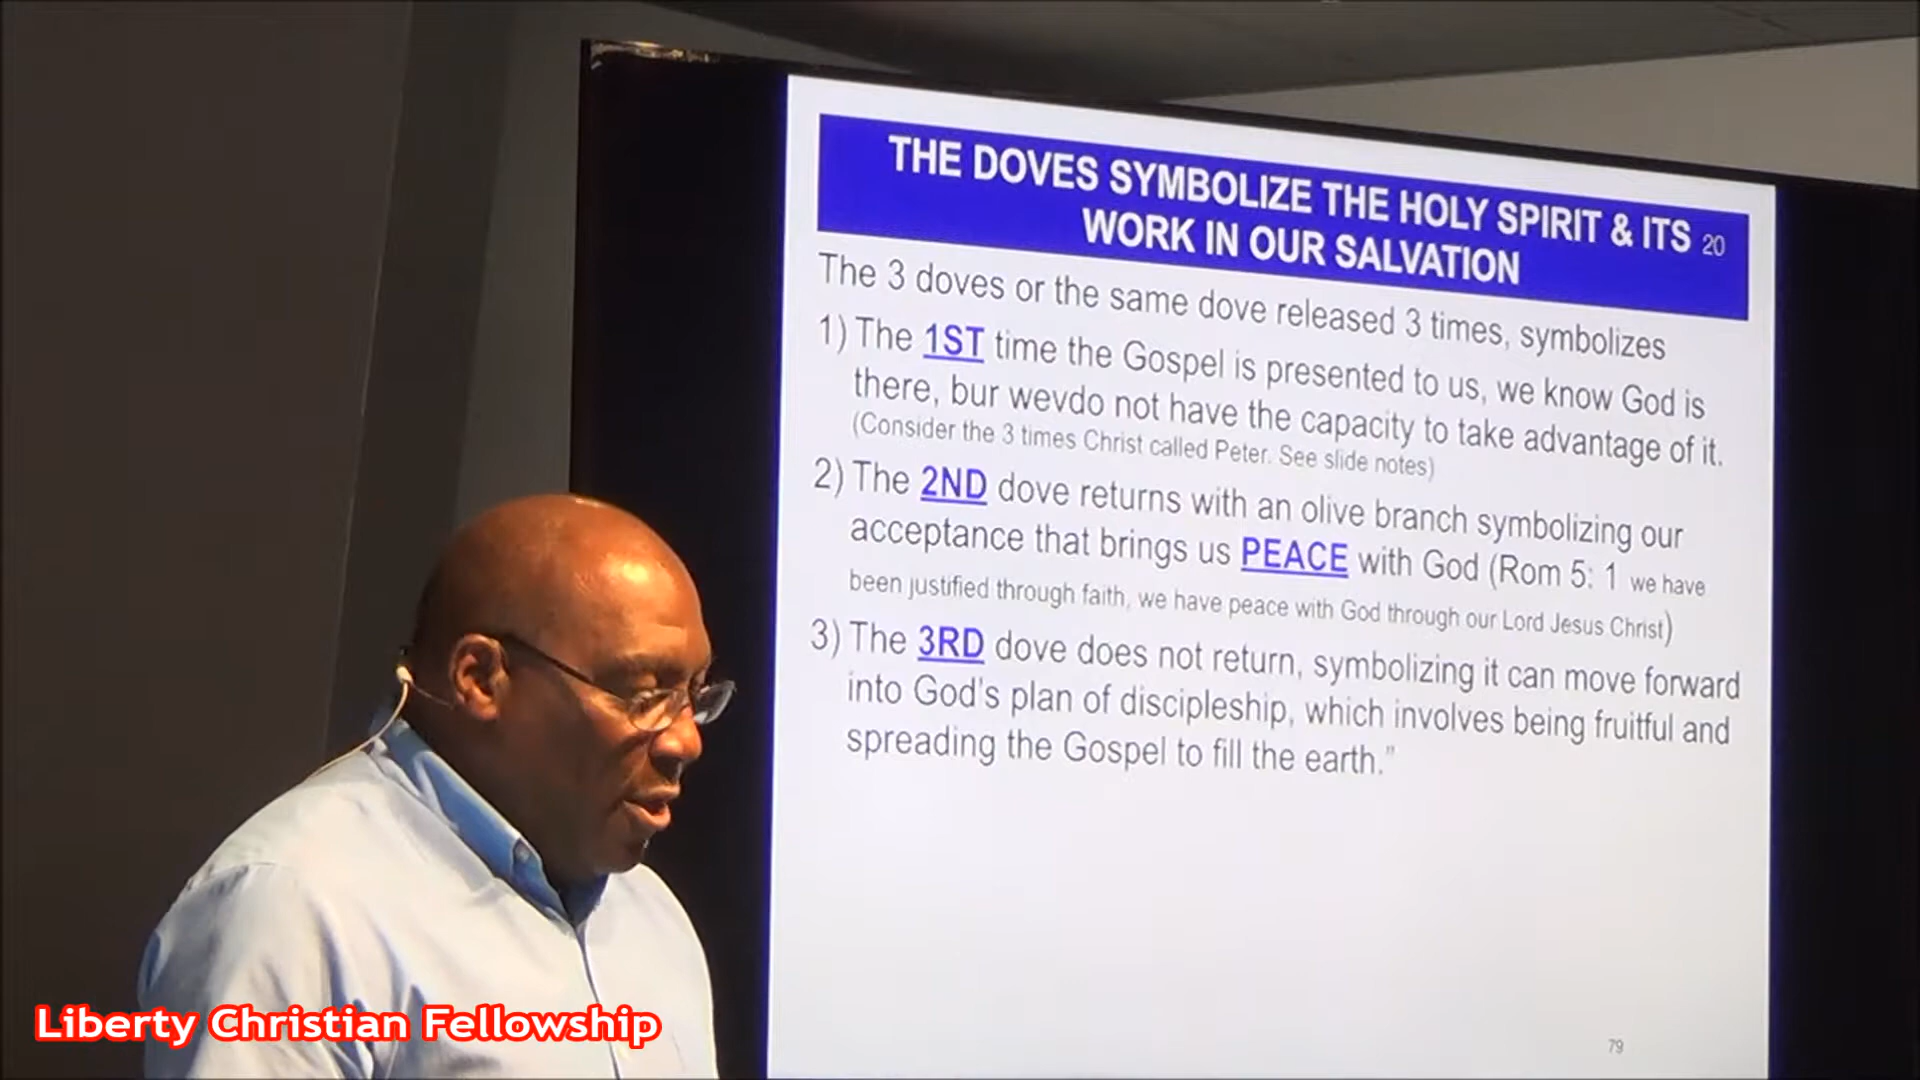 THE DOVES SYMBOLIZE THE HOLY SPIRIT & ITS 20
WORK IN OUR SALVATION
The 3 doves or the same dove released 3 times, symbolizes
1) The 1ST time the Gospel is presented to us, we know God is
there, bur wevdo not have the capacity to take advantage of it.
(Consider the 3 times Christ called Peter. See slide notes)
2) The 2ND dove returns with an olive branch symbolizing our
acceptance that brings us PEACE with God (Rom 5: 1 we have
been justified through faith, we have peace with God through our Lord Jesus Christ)
3) The 3RD dove does not return, symbolizing it can move forward
into God's plan of discipleship, which involves being fruitful and
spreading the Gospel to fill the earth.”
79
Liberty Christian Fellowship